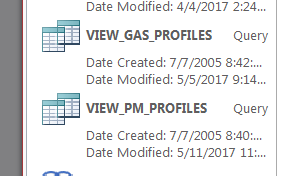 Date Modified: 4/4/2017 2:24...
VIEW_GAS_PROFILES Query
Date Created: 7/7/2005 8:42:...
Date Modified: 5/5/2017 9:14...
VIEW_PM_PROFILES Query
Date Created: 7/7/2005 8:40:...
Date Modified: 5/11/2017 11:...